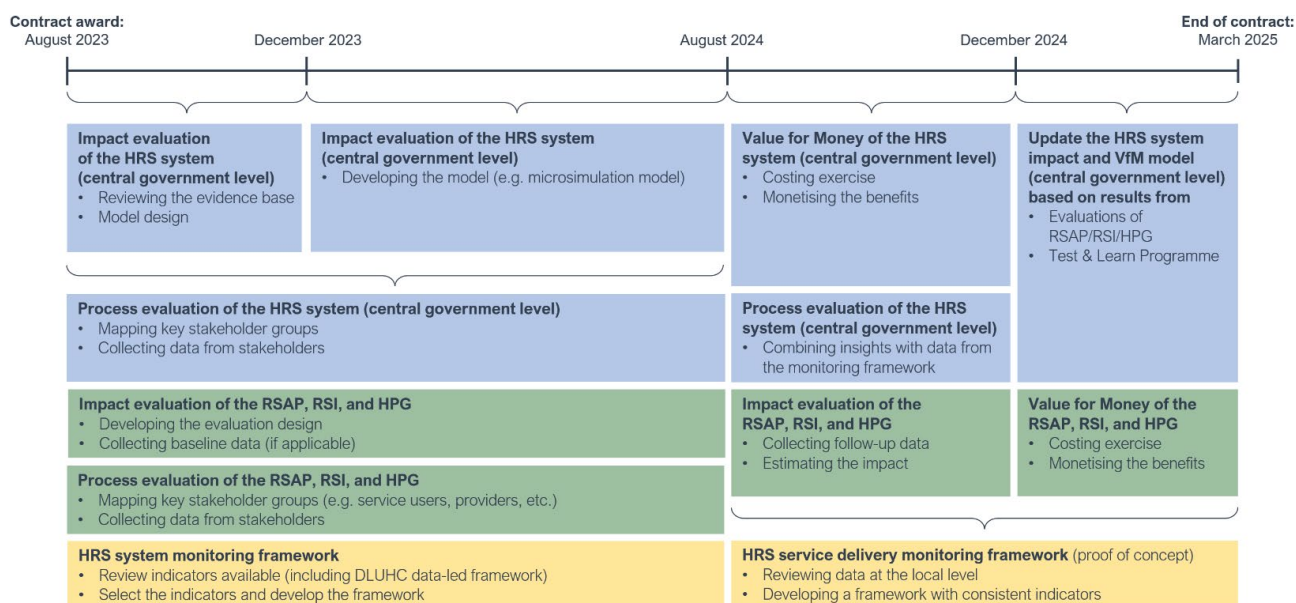 Contract award:
August 2023
December 2023
August 2024
December 2024
End of contract:
March 2025
Impact evaluation
of the HRS system
(central government level)
• Reviewing the evidence base
• Model design
Impact evaluation of the HRS system
(central government level)
• Developing the model (e.g. microsimulation model)
Value for Money of the HRS
system (central government level)
• Costing exercise
• Monetising the benefits
Update the HRS system
impact and VfM model
(central government level)
based on results from
• Evaluations of
RSAP/RSI/HPG
• Test & Learn Programme
Process evaluation of the HRS system (central government level)
• Mapping key stakeholder groups
• Collecting data from stakeholders
Process evaluation of the HRS
system (central government level)
• Combining insights with data from
the monitoring framework
Impact evaluation of the RSAP, RSI, and HPG
• Developing the evaluation design
• Collecting baseline data (if applicable)
Impact evaluation of the
RSAP, RSI, and HPG
• Collecting follow-up data
• Estimating the impact
Value for Money of the
RSAP, RSI, and HPG
• Costing exercise
• Monetising the benefits
Process evaluation of the RSAP, RSI, and HPG
• Mapping key stakeholder groups (e.g. service users, providers, etc.)
• Collecting data from stakeholders
HRS system monitoring framework
• Review indicators available (including DLUHC data-led framework)
• Select the indicators and develop the framework
HRS service delivery monitoring framework (proof of concept)
• Reviewing data at the local level
• Developing a framework with consistent indicators